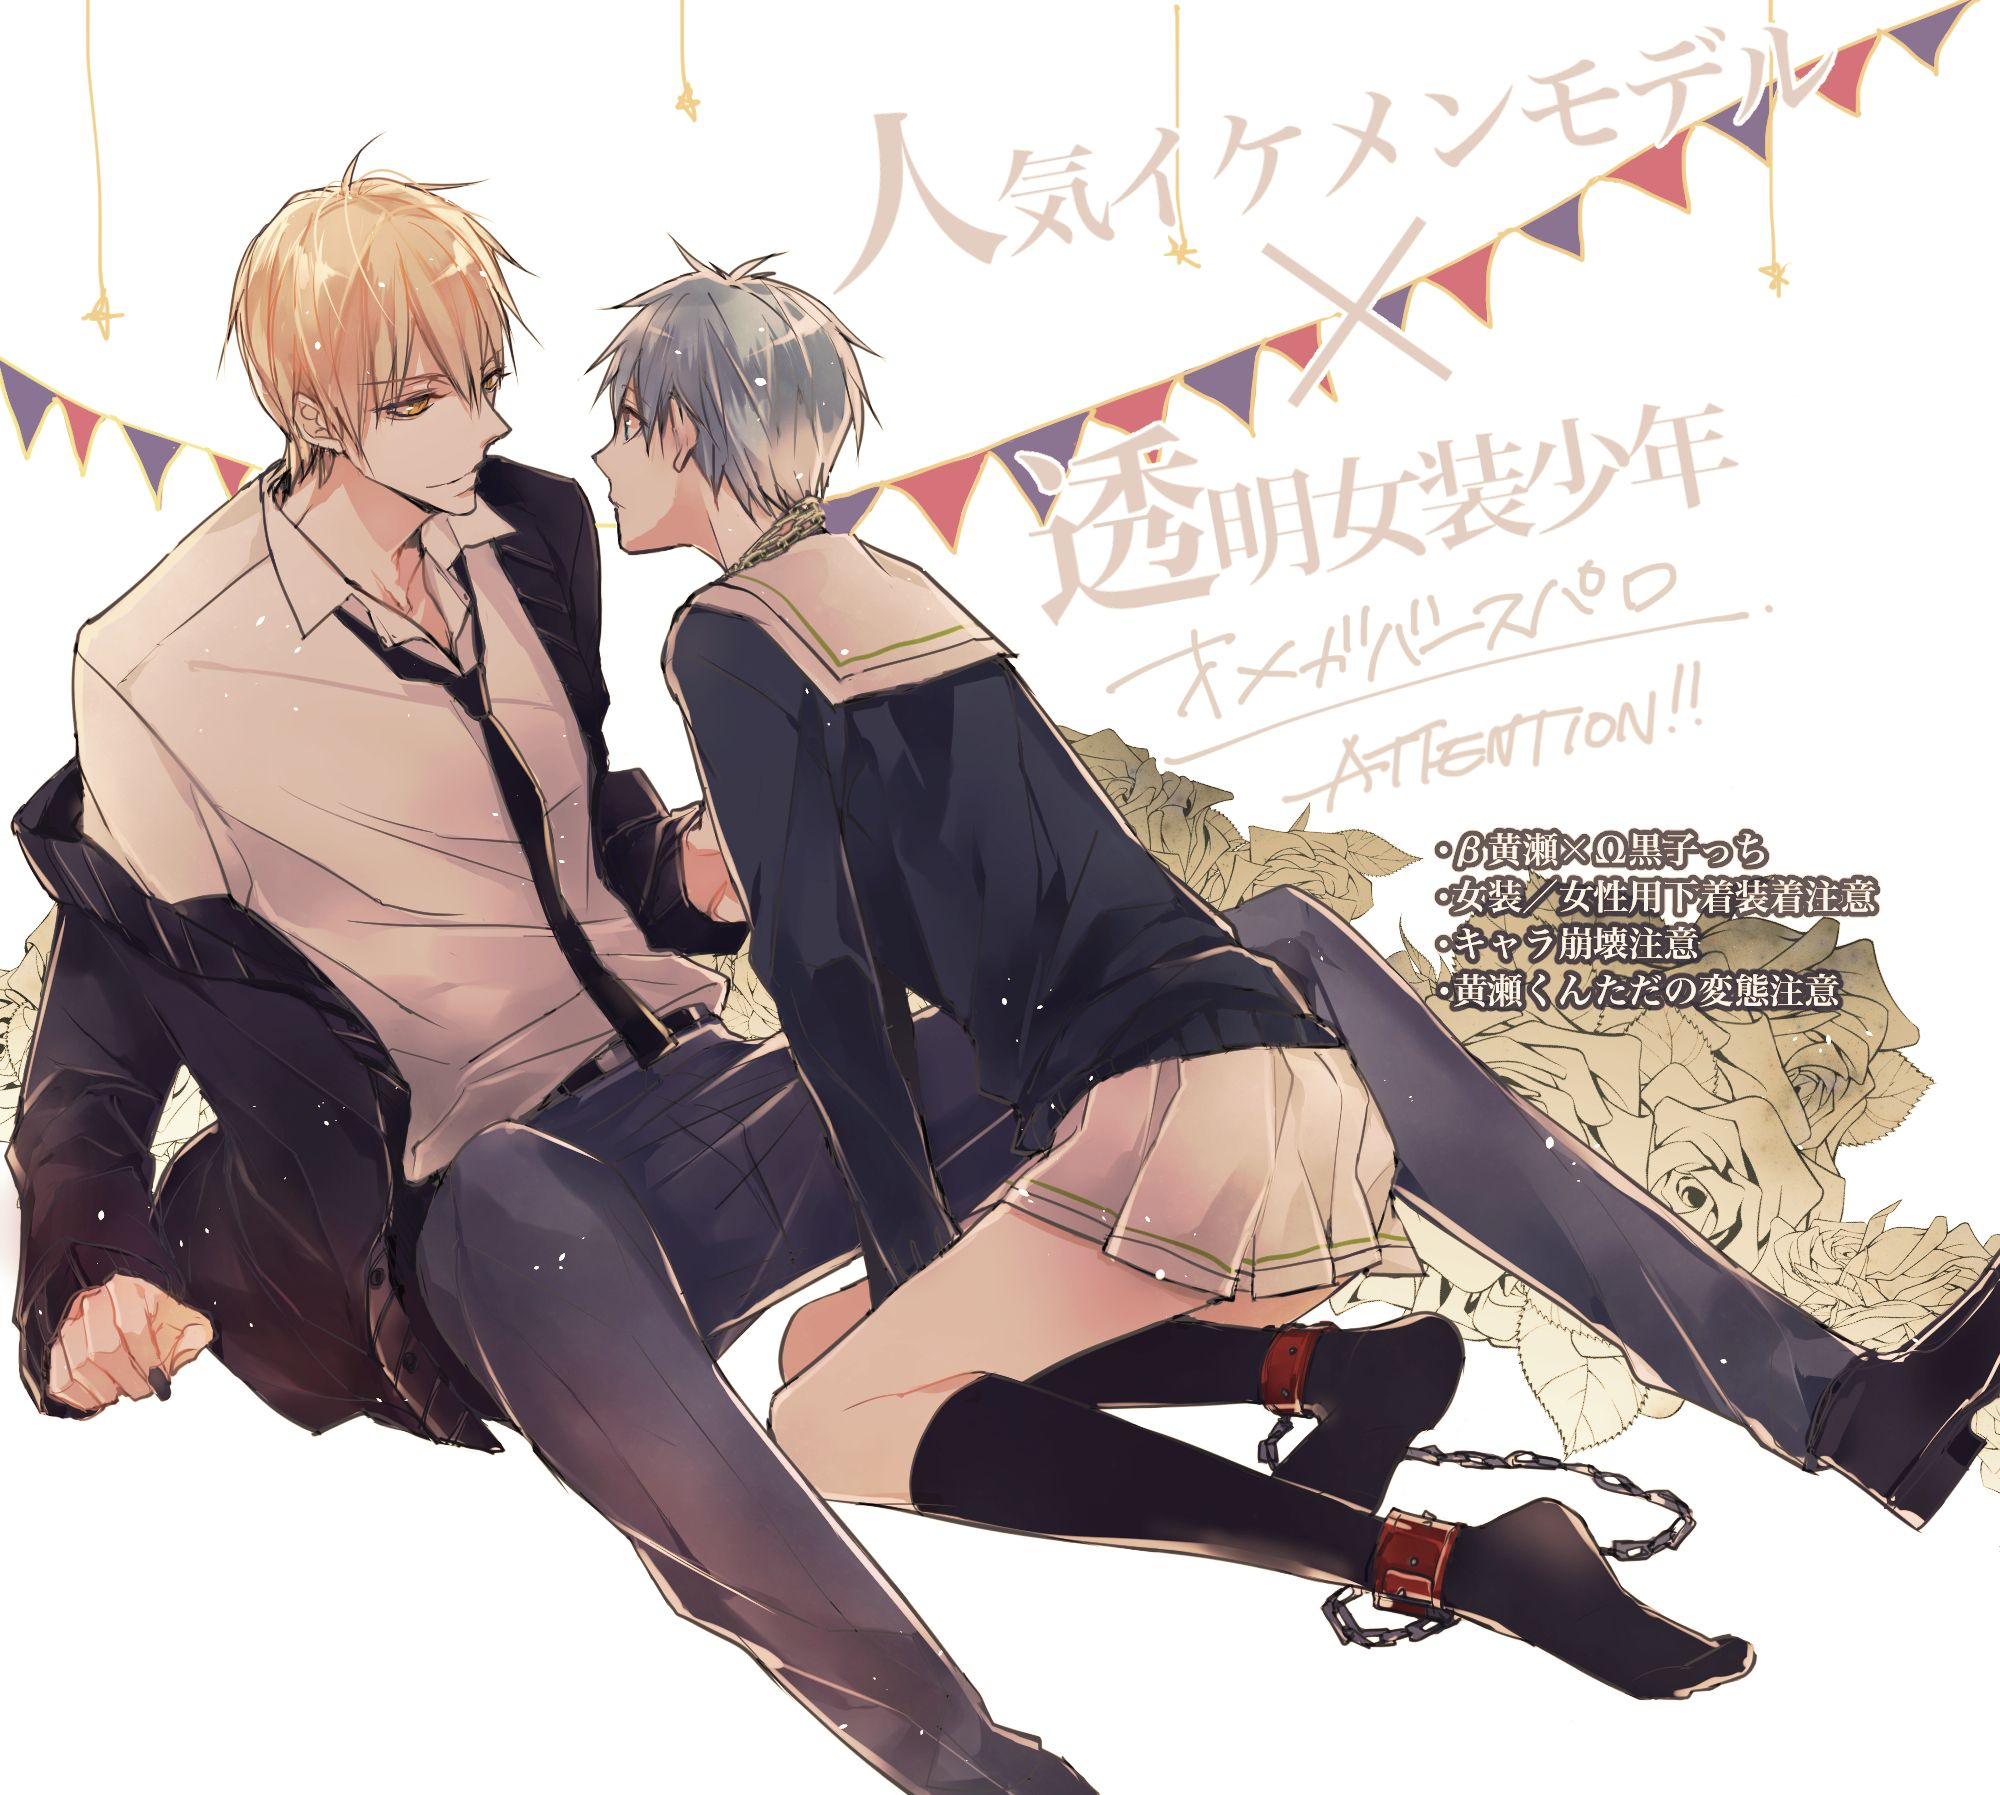 人気イケメンモデル
×
透明女装少年
オメガバースパロ
ATTENTION!!
・β黄瀬×Ω黒子っち
・女装／女性用下着装着注意
・キャラ崩壊注意
・黄瀬くんただの変態注意